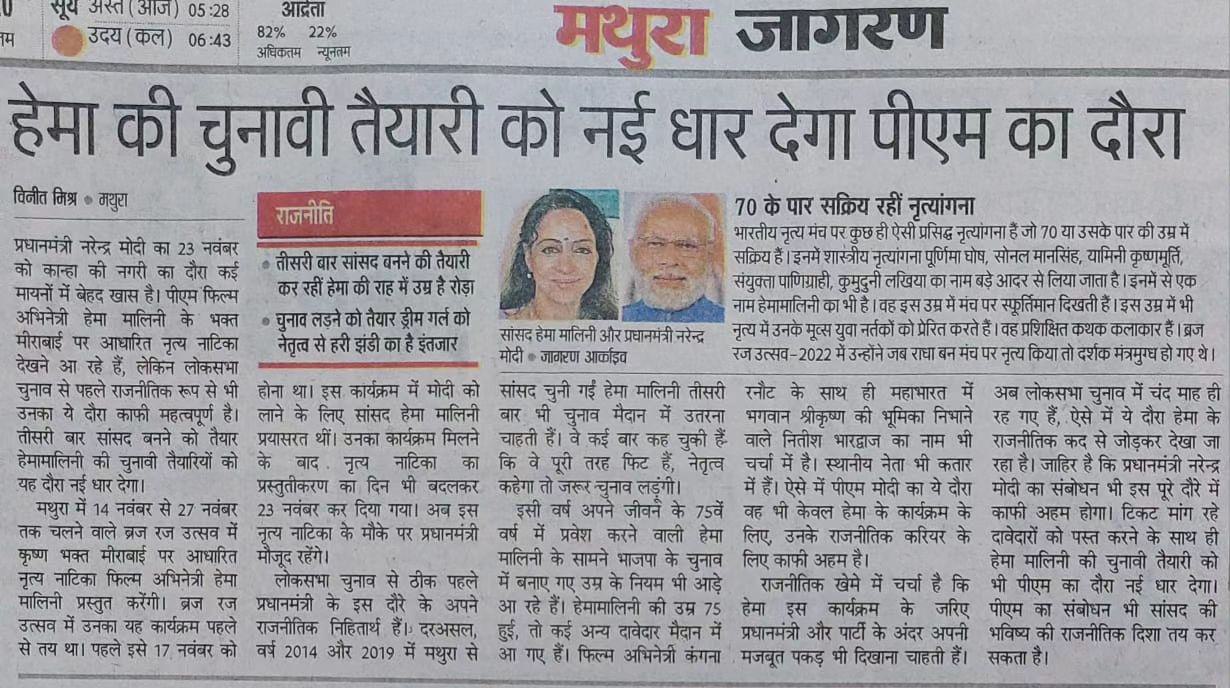 सूर्य अस्त (आज) 05:28
उदय (कल) 06:43
आर्द्रता
82% 22%
अधिकतम न्यूनतम
मथुरा जागरण
हेमा की चुनावी तैयारी को नई धार देगा पीएम का दौरा
विनीत मिश्र ● मथुरा
प्रधानमंत्री नरेन्द्र मोदी का 23 नवंबर
को कान्हा की नगरी का दौरा कई
मायनों में बेहद खास है। पीएम फिल्म
अभिनेत्री हेमा मालिनी के भक्त
मीराबाई पर आधारित नृत्य नाटिका
देखने आ रहे हैं, लेकिन लोकसभा
चुनाव से पहले राजनीतिक रूप से भी
उनका ये दौरा काफी महत्वपूर्ण है।
तीसरी बार सांसद बनने को तैयार
हेमामालिनी की चुनावी तैयारियों को
यह दौरा नई धार देगा।
मथुरा में 14 नवंबर से 27 नवंबर
तक चलने वाले ब्रज रज उत्सव में
कृष्ण भक्त मीराबाई पर आधारित
नृत्य नाटिका फिल्म अभिनेत्री हेमा
मालिनी प्रस्तुत करेंगी। ब्रज रज
उत्सव में उनका यह कार्यक्रम पहले
से तय था। पहले इसे 17 नवंबर को
राजनीति
● तीसरी बार सांसद बनने की तैयारी
कर रहीं हेमा की राह में उम्र है रोड़ा
● चुनाव लड़ने को तैयार ड्रीम गर्ल को
नेतृत्व से हरी झंडी का है इंतजार
होना था। इस कार्यक्रम में मोदी को
लाने के लिए सांसद हेमा मालिनी
प्रयासरत थीं। उनका कार्यक्रम मिलने
के बाद नृत्य नाटिका का
प्रस्तुतीकरण का दिन भी बदलकर
23 नवंबर कर दिया गया। अब इस
नृत्य नाटिका के मौके पर प्रधानमंत्री
मौजूद रहेंगे।
लोकसभा चुनाव से ठीक पहले
प्रधानमंत्री के इस दौरे के अपने
राजनीतिक निहितार्थ हैं। दरअसल,
वर्ष 2014 और 2019 में मथुरा से
सांसद हेमा मालिनी और प्रधानमंत्री नरेन्द्र
मोदी ● जागरण आर्काइव
सांसद चुनी गईं हेमा मालिनी तीसरी
बार भी चुनाव मैदान में उतरना
चाहती हैं। वे कई बार कह चुकी हैं
कि वे पूरी तरह फिट हैं, नेतृत्व
कहेगा तो जरूर चुनाव लड़ूंगी।
इसी वर्ष अपने जीवन के 75वें
वर्ष में प्रवेश करने वाली हेमा
मालिनी के सामने भाजपा के चुनाव
में बनाए गए उम्र के नियम भी आड़े
आ रहे हैं। हेमामालिनी की उम्र 75
हुई, तो कई अन्य दावेदार मैदान में
आ गए हैं। फिल्म अभिनेत्री कंगना
70 के पार सक्रिय रहीं नृत्यांगना
भारतीय नृत्य मंच पर कुछ ही ऐसी प्रसिद्ध नृत्यांगना हैं जो 70 या उसके पार की उम्र में
सक्रिय हैं। इनमें शास्त्रीय नृत्यांगना पूर्णिमा घोष, सोनल मानसिंह, यामिनी कृष्णमूर्ति,
संयुक्ता पाणिग्राही, कुमुदुनी लखिया का नाम बड़े आदर से लिया जाता है। इनमें से एक
नाम हेमामालिनी का भी है। वह इस उम्र में मंच पर स्फूर्तिमान दिखती हैं। इस उम्र में भी
नृत्य में उनके मूव्स युवा नर्तकों को प्रेरित करते हैं। वह प्रशिक्षित कथक कलाकार हैं। ब्रज
रज उत्सव-2022 में उन्होंने जब राधा बन मंच पर नृत्य किया तो दर्शक मंत्रमुग्ध हो गए थे।
रनौट के साथ ही महाभारत में
भगवान श्रीकृष्ण की भूमिका निभाने
वाले नितीश भारद्वाज का नाम भी
चर्चा में है। स्थानीय नेता भी कतार
में हैं। ऐसे में पीएम मोदी का ये दौरा
वह भी केवल हेमा के कार्यक्रम के
लिए, उनके राजनीतिक करियर के
लिए काफी अहम है।
राजनीतिक खेमे में चर्चा है कि
हेमा इस कार्यक्रम के जरिए
प्रधानमंत्री और पार्टी के अंदर अपनी
मजबूत पकड़ भी दिखाना चाहती हैं।
अब लोकसभा चुनाव में चंद माह ही
रह गए हैं, ऐसे में ये दौरा हेमा के
राजनीतिक कद से जोड़कर देखा जा
रहा है। जाहिर है कि प्रधानमंत्री नरेन्द्र
मोदी का संबोधन भी इस पूरे दौरे में
काफी अहम होगा। टिकट मांग रहे
दावेदारों को पस्त करने के साथ ही
हेमा मालिनी की चुनावी तैयारी को
भी पीएम का दौरा नई धार देगा।
पीएम का संबोधन भी सांसद की
भविष्य की राजनीतिक दिशा तय कर
सकता है।